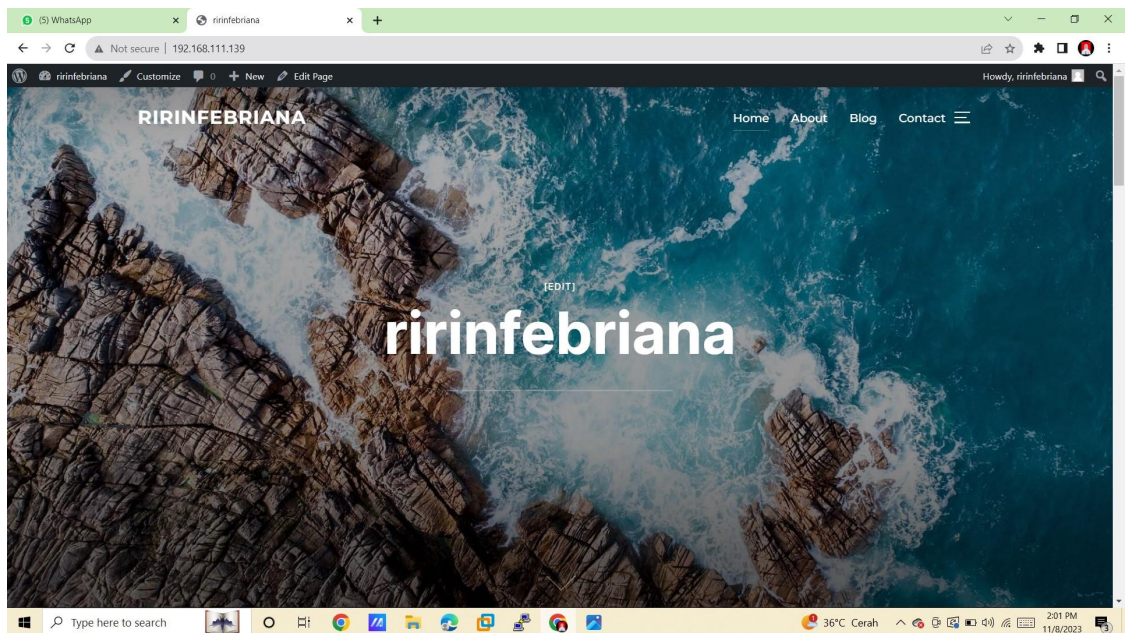 (5) WhatsApp
ririnfebriana
Not secure | 192.168.111.139
ririnfebriana Customize 0 New Edit Page
Howdy, ririnfebriana
RIRINFEBRIANA
Home About Blog Contact
[EDIT]
ririnfebriana
Type here to search
36°C Cerah
2:01 PM
11/8/2023
3